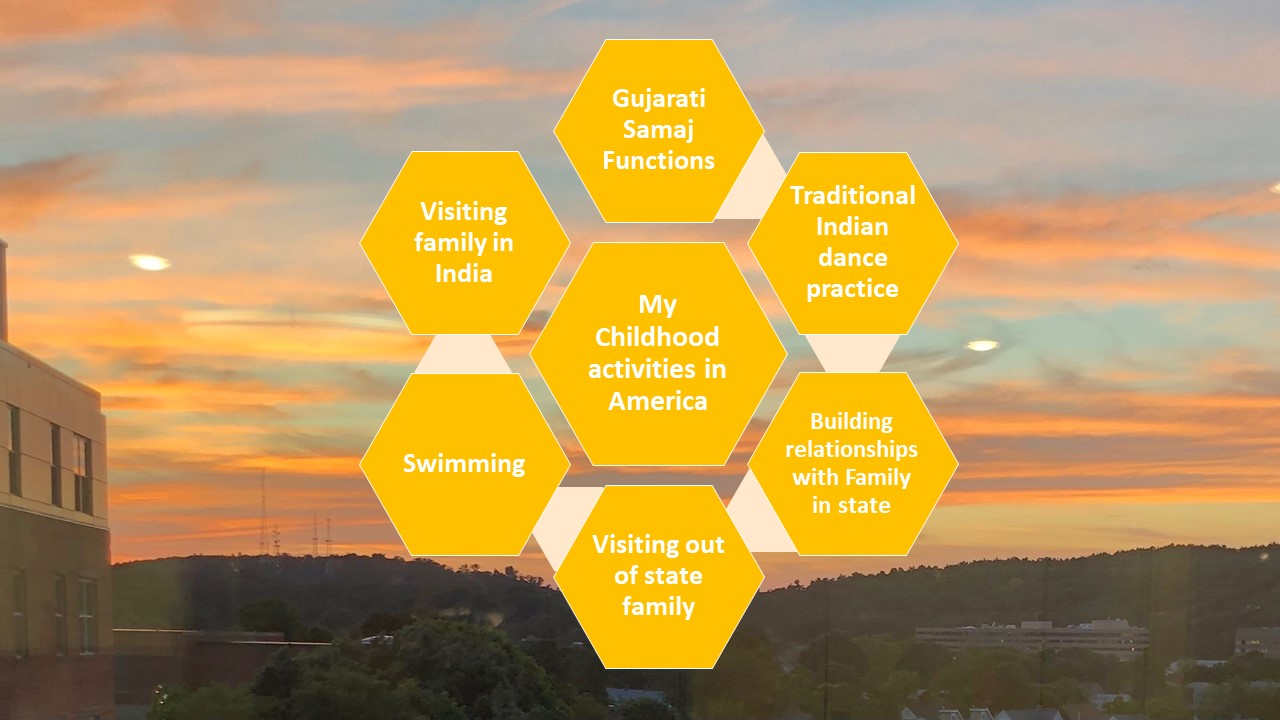 Gujarati
Samaj
Functions
Traditional
Indian
dance
practice
Building
relationships
with Family
in state
Visiting out
of state
family
Swimming
Visiting
family in
India
My
Childhood
activities in
America